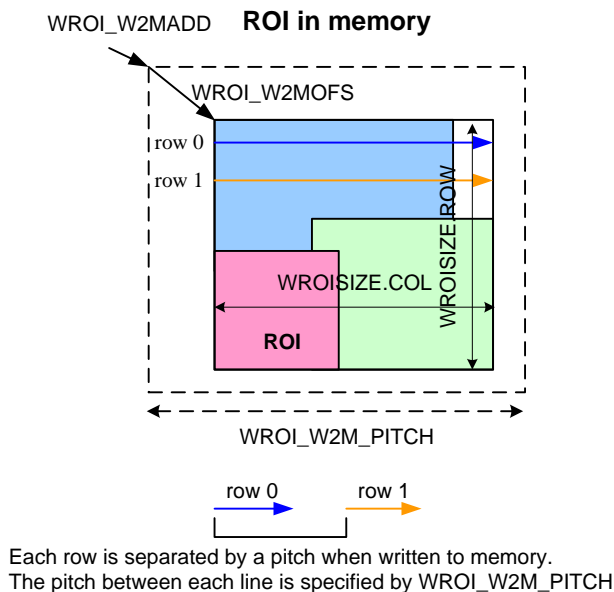 WROI_W2MADD
ROI in memory
WROI_W2MOFS
row 0
row 1
WROISIZE.ROW
WROISIZE.COL
ROI
WROI_W2M_PITCH
row 0
row 1
Each row is separated by a pitch when written to memory.
The pitch between each line is specified by WROI_W2M_PITCH